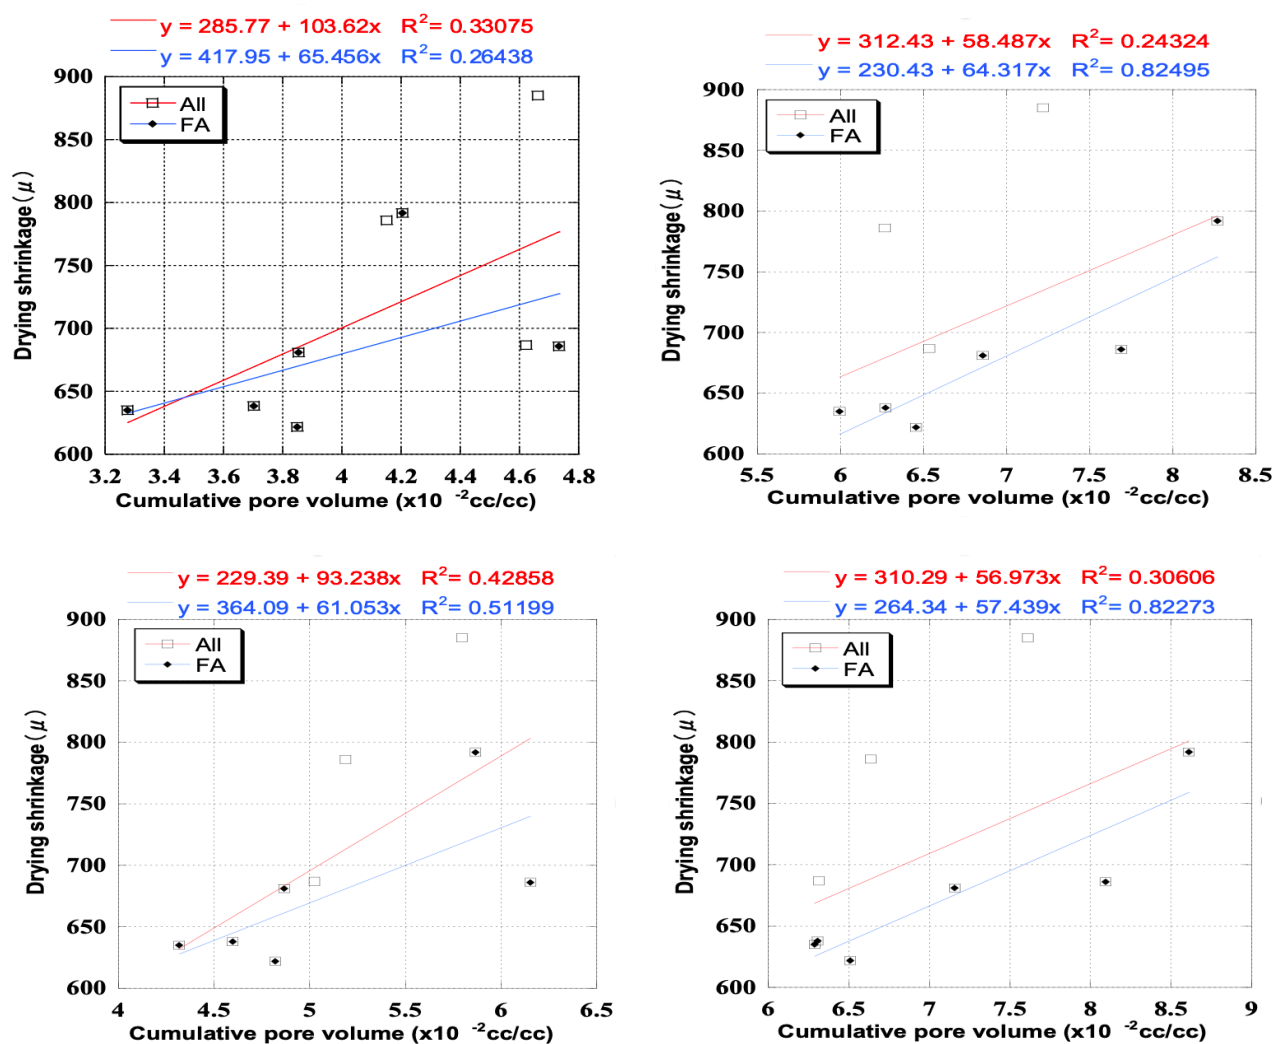 y = 285.77 + 103.62x R²= 0.33075
y = 417.95 + 65.456x R²= 0.26438
900
850
800
750
700
650
600
Drying shrinkage(μ)
All
FA
3.2 3.4 3.6 3.8 4 4.2 4.4 4.6 4.8
Cumulative pore volume (x10 ⁻²cc/cc)
y = 312.43 + 58.487x R²= 0.24324
y = 230.43 + 64.317x R²= 0.82495
900
850
800
750
700
650
600
Drying shrinkage(μ)
All
FA
5.5 6 6.5 7 7.5 8 8.5
Cumulative pore volume (x10 ⁻²cc/cc)
y = 229.39 + 93.238x R²= 0.42858
y = 364.09 + 61.053x R²= 0.51199
900
850
800
750
700
650
600
Drying shrinkage(μ)
All
FA
4 4.5 5 5.5 6 6.5
Cumulative pore volume (x10 ⁻²cc/cc)
y = 310.29 + 56.973x R²= 0.30606
y = 264.34 + 57.439x R²= 0.82273
900
850
800
750
700
650
600
Drying shrinkage(μ)
All
FA
6 6.5 7 7.5 8 8.5 9
Cumulative pore volume (x10 ⁻²cc/cc)